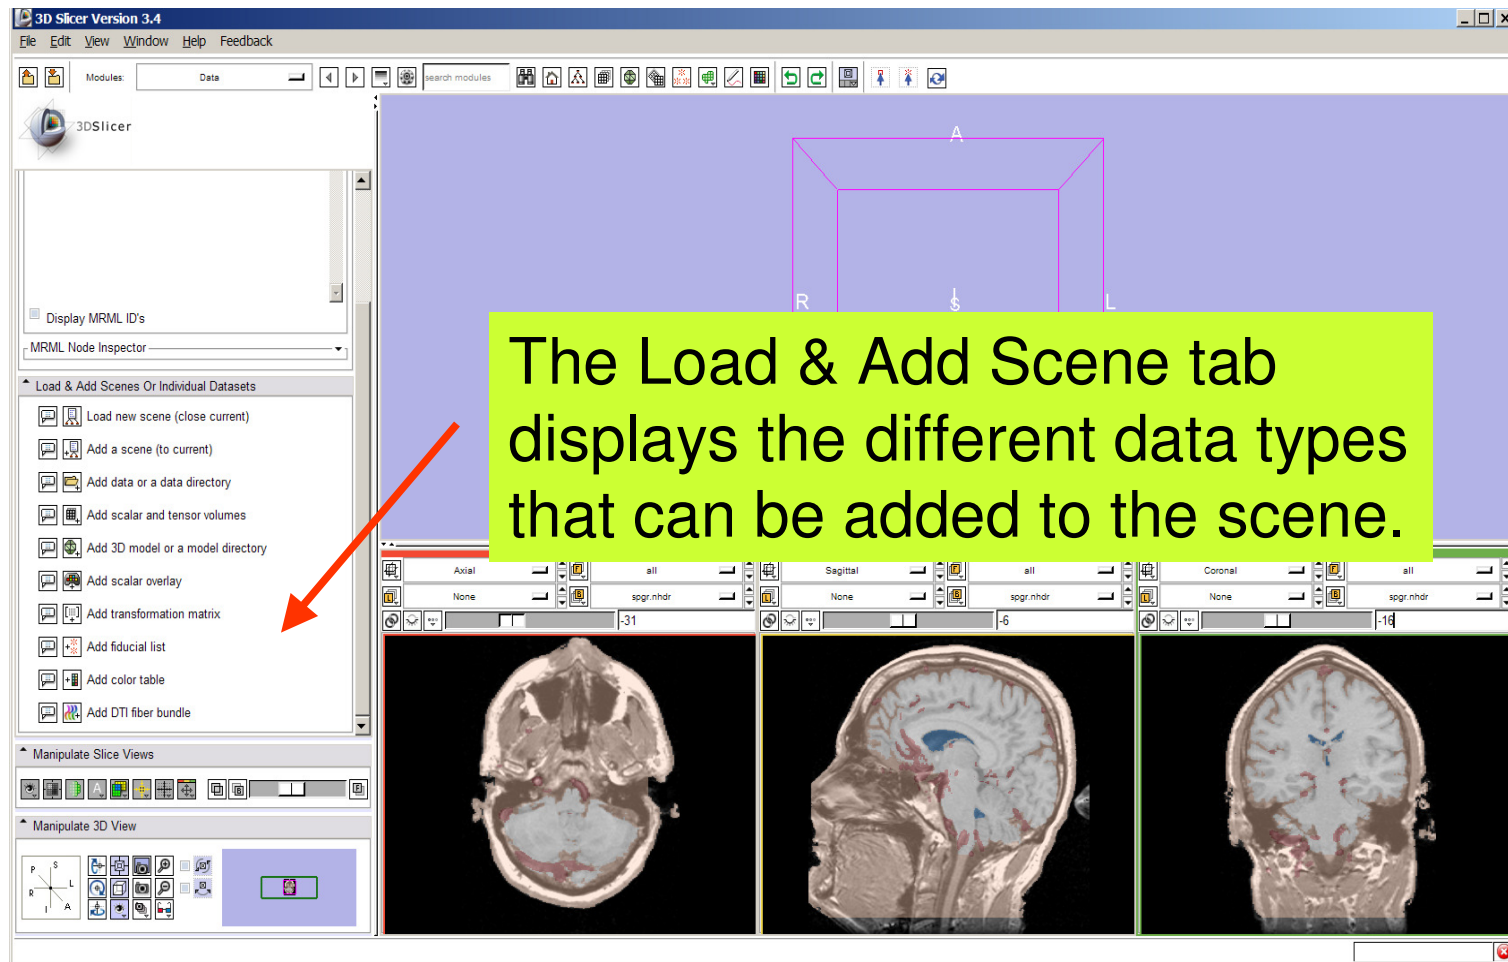 3D Slicer Version 3.4
File Edit View Window Help Feedback
Modules: Data search modules
3DSlicer
Display MRML ID's
MRML Node Inspector
Load & Add Scenes Or Individual Datasets
Load new scene (close current)
Add a scene (to current)
Add data or a data directory
Add scalar and tensor volumes
Add 3D model or a model directory
Add scalar overlay
Add transformation matrix
Add fiducial list
Add color table
Add DTI fiber bundle
Manipulate Slice Views
Manipulate 3D View
P S
R L
I A
A
R S L
The Load & Add Scene tab
displays the different data types
that can be added to the scene.
Axial all
None spgr.nhdr
-31
Sagittal all
None spgr.nhdr
-6
Coronal all
None spgr.nhdr
-16